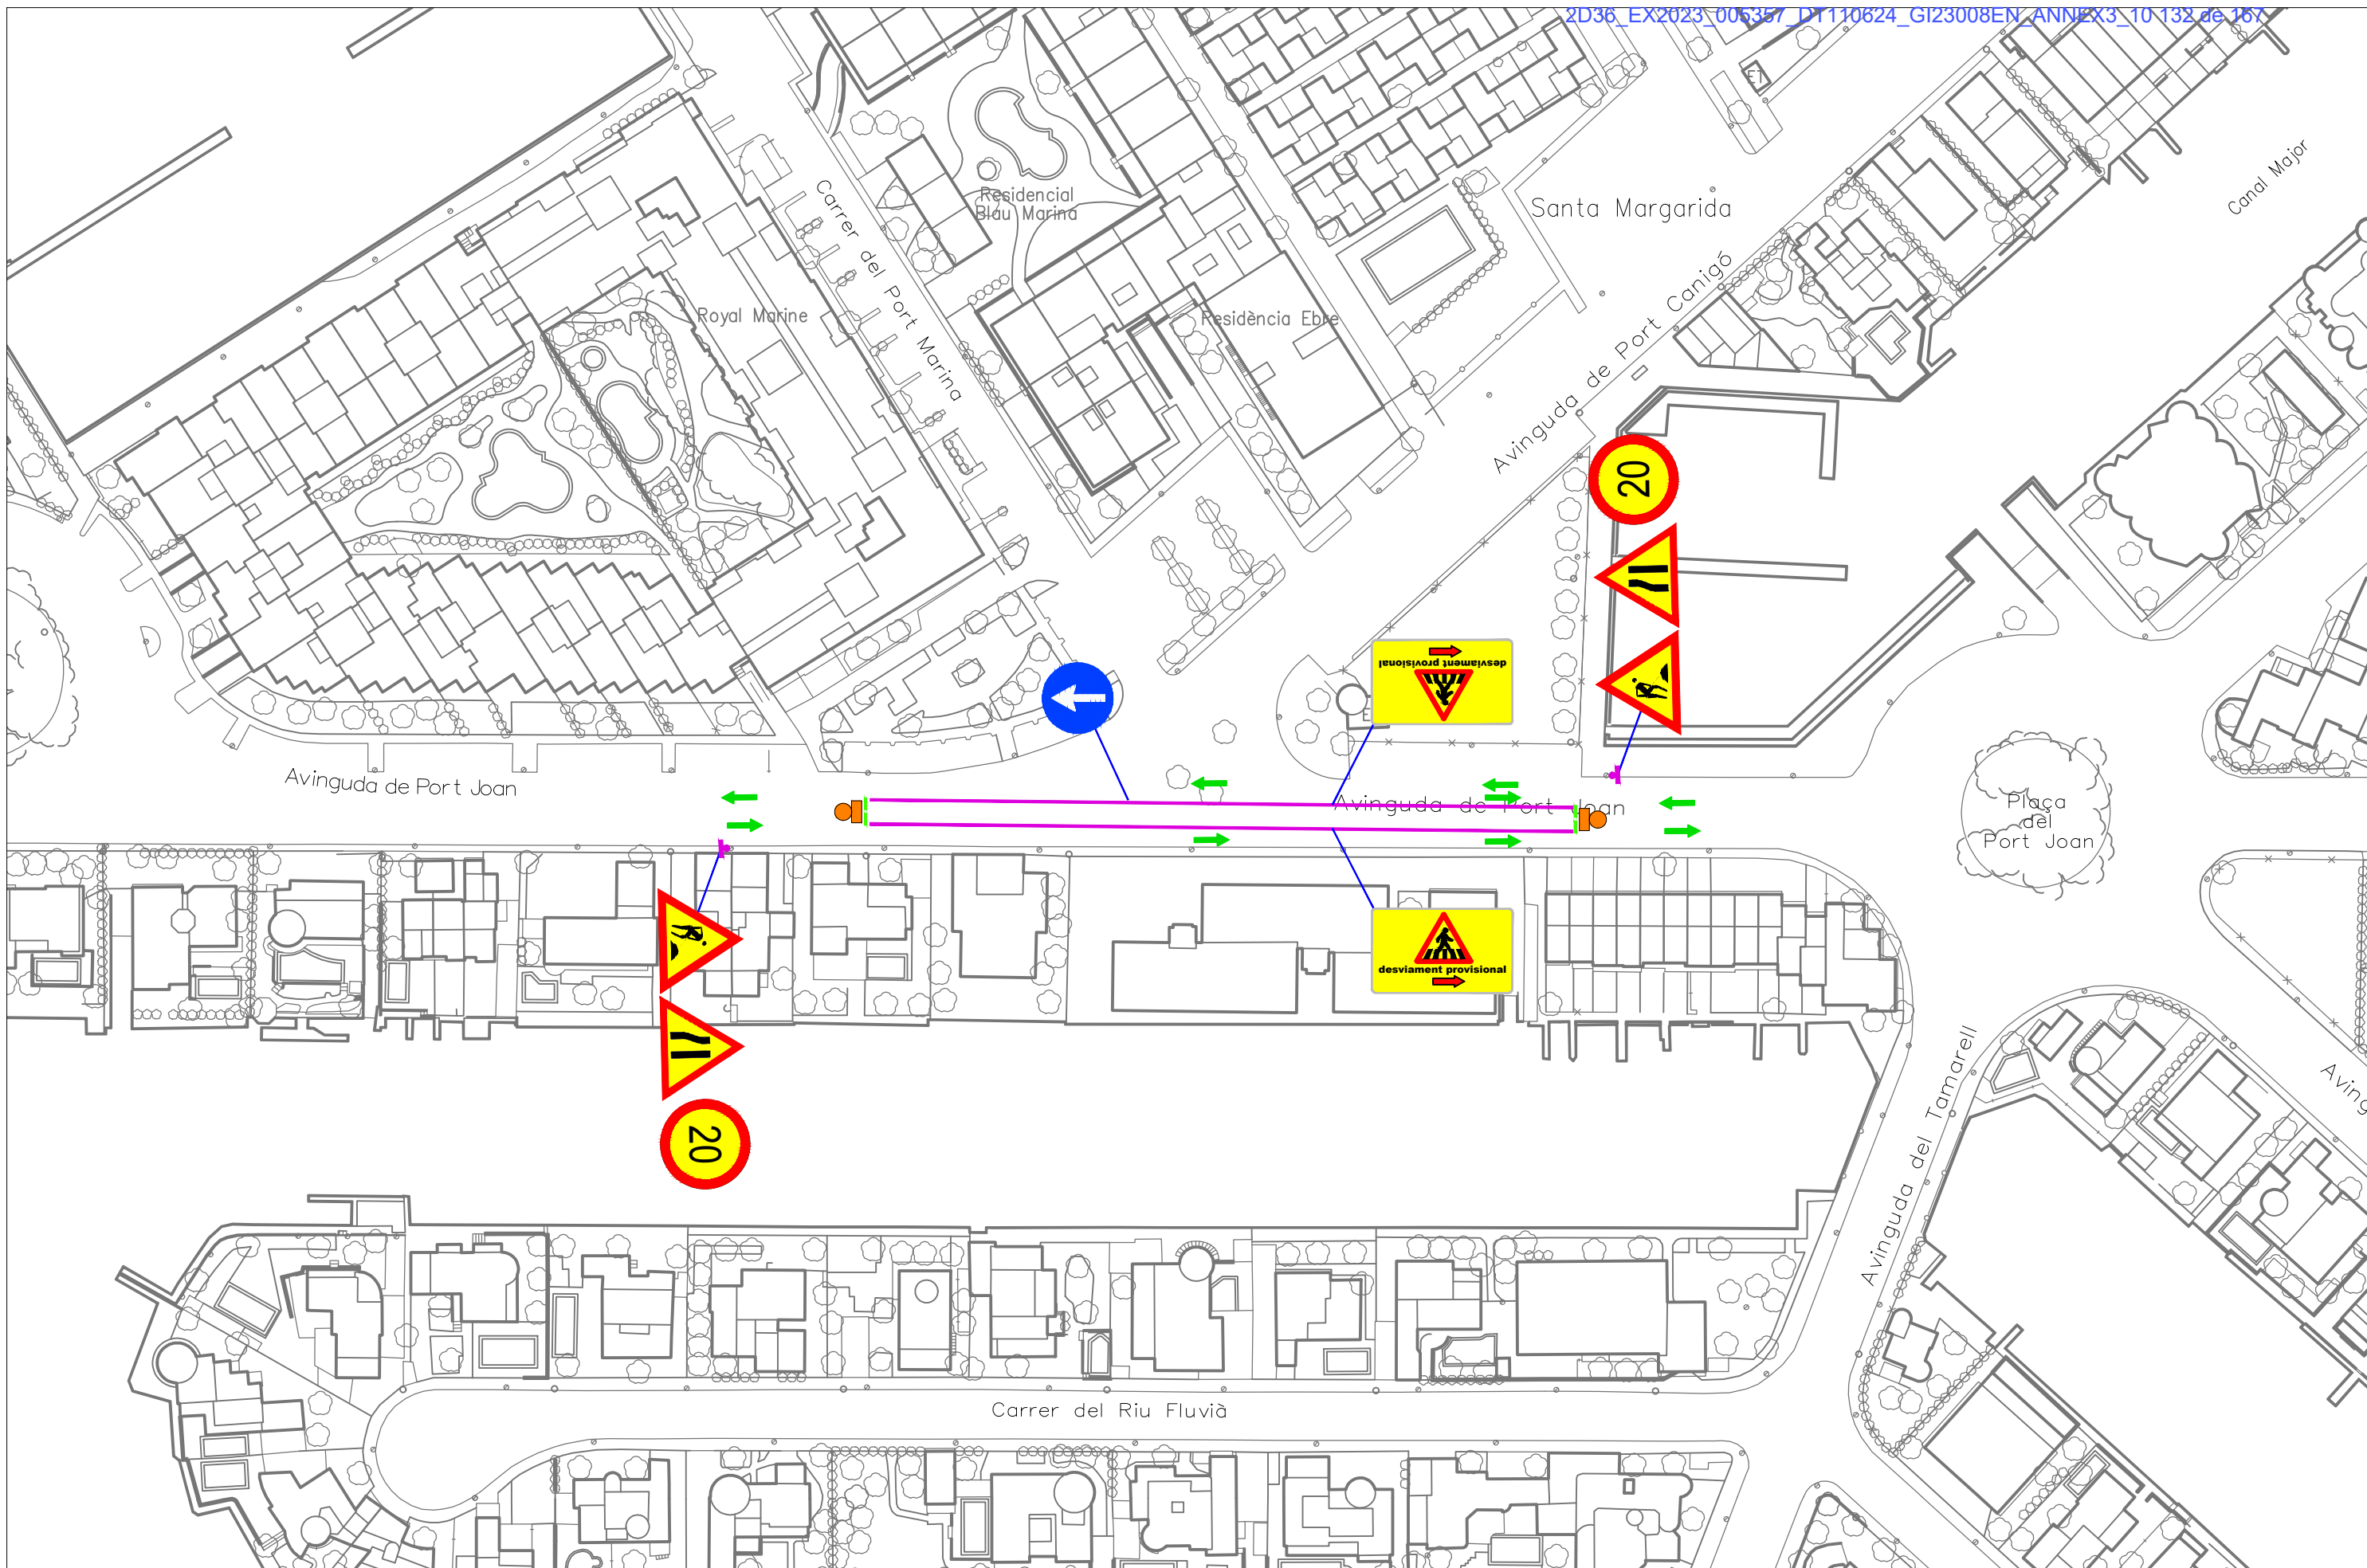 2D36_EX2023_005357_DT110624_GI23008EN_ANNEX3_10 132 de 167
ET
Canal Major
Residencial
Blau Marina
Santa Margarida
Carrer del Port Marina
Royal Marine
Residència Ebre
Avinguda de Port Canigó
20
desviament provisional
Avinguda de Port Joan
Avinguda de Port Joan
Plaça
del
Port Joan
desviament provisional
20
Avinguda del Tamarell
Aving
Carrer del Riu Fluvià